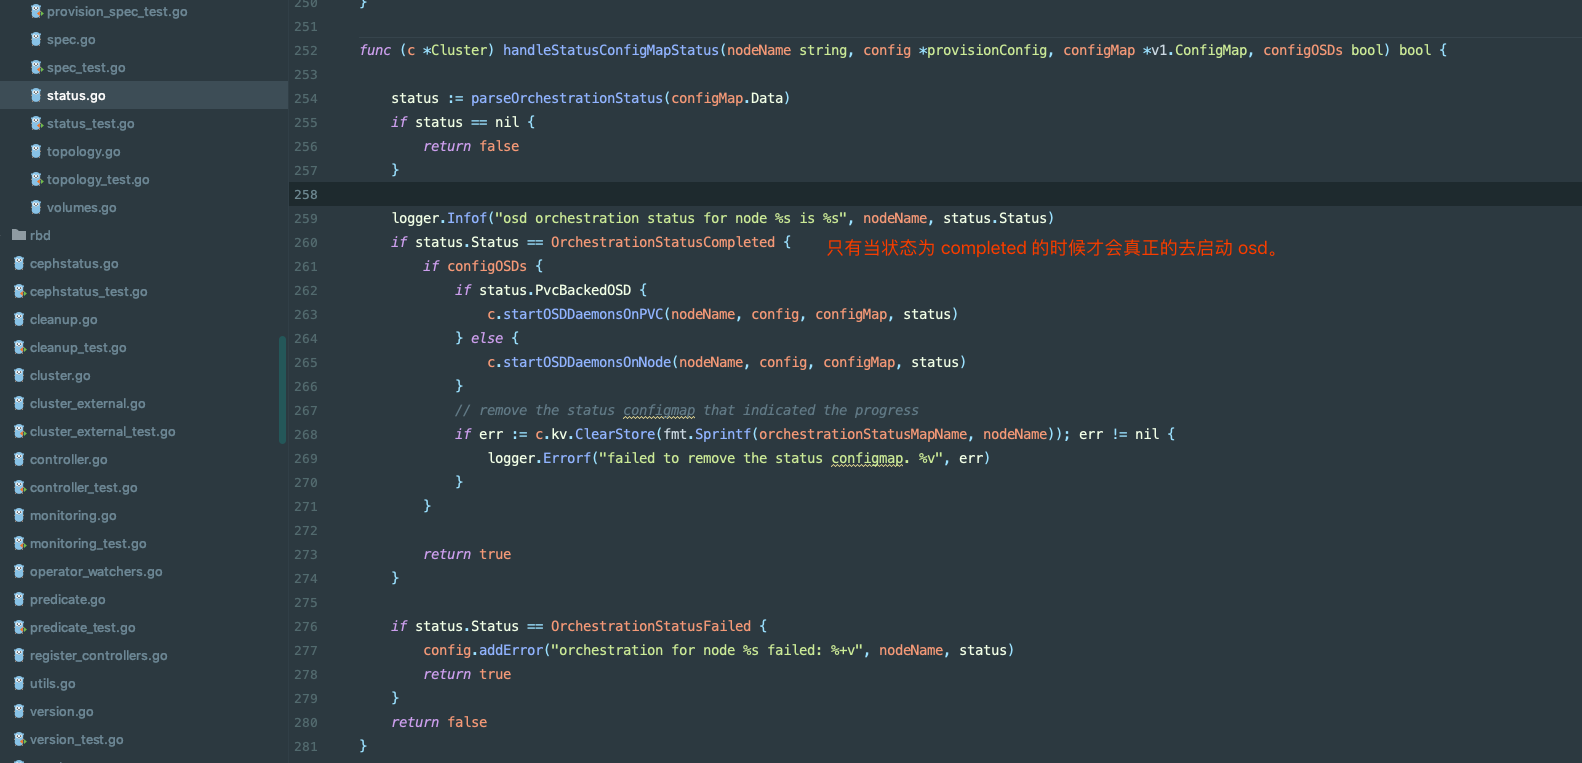 provision_spec_test.go
spec.go
spec_test.go
status.go
status_test.go
topology.go
topology_test.go
volumes.go
rbd
cephstatus.go
cephstatus_test.go
cleanup.go
cleanup_test.go
cluster.go
cluster_external.go
cluster_external_test.go
controller.go
controller_test.go
monitoring.go
monitoring_test.go
operator_watchers.go
predicate.go
predicate_test.go
register_controllers.go
utils.go
version.go
version_test.go
250 }
251
252 func (c *Cluster) handleStatusConfigMapStatus(nodeName string, config *provisionConfig, configMap *v1.ConfigMap, configOSDs bool) bool {
253
254 status := parseOrchestrationStatus(configMap.Data)
255 if status == nil {
256 return false
257 }
258
259 logger.Infof("osd orchestration status for node %s is %s", nodeName, status.Status)
260 if status.Status == OrchestrationStatusCompleted { 只有当状态为 completed 的时候才会真正的去启动 osd。
261 if configOSDs {
262 if status.PvcBackedOSD {
263 c.startOSDDaemonsOnPVC(nodeName, config, configMap, status)
264 } else {
265 c.startOSDDaemonsOnNode(nodeName, config, configMap, status)
266 }
267 // remove the status configmap that indicated the progress
268 if err := c.kv.ClearStore(fmt.Sprintf(orchestrationStatusMapName, nodeName)); err != nil {
269 logger.Errorf("failed to remove the status configmap. %v", err)
270 }
271 }
272
273 return true
274 }
275
276 if status.Status == OrchestrationStatusFailed {
277 config.addError("orchestration for node %s failed: %+v", nodeName, status)
278 return true
279 }
280 return false
281 }